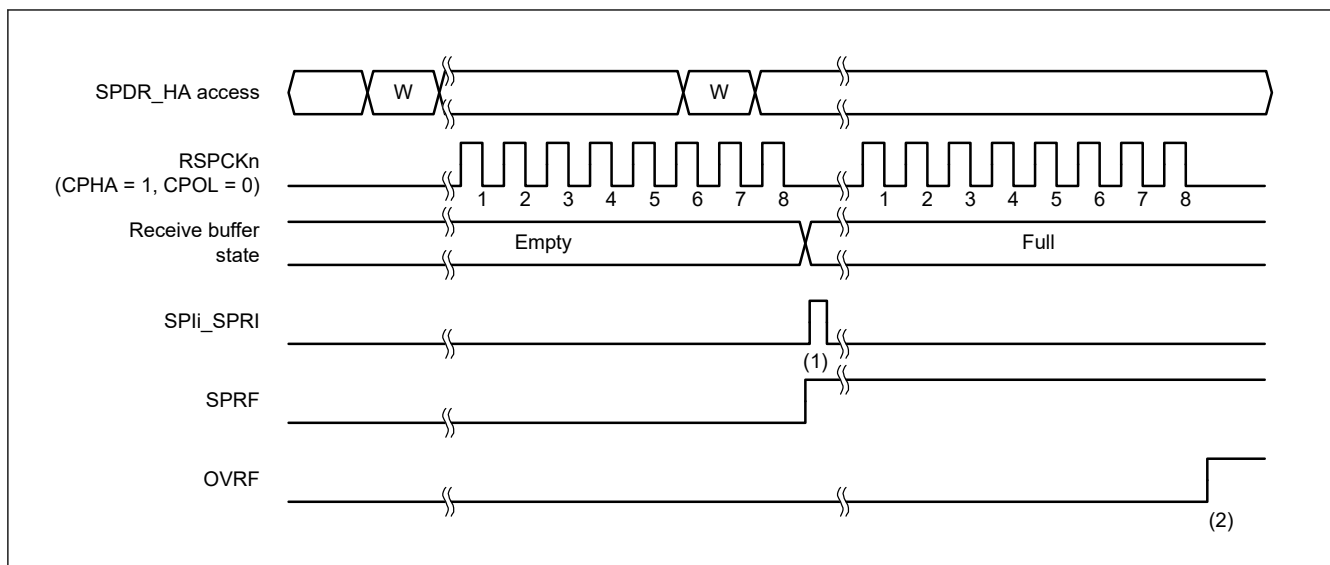 SPDR_HA access
W
W
RSPCKn
(CPHA = 1, CPOL = 0)
1 2 3 4 5 6 7 8
1 2 3 4 5 6 7 8
Receive buffer
state
Empty
Full
SPIi_SPRI
(1)
SPRF
OVRF
(2)